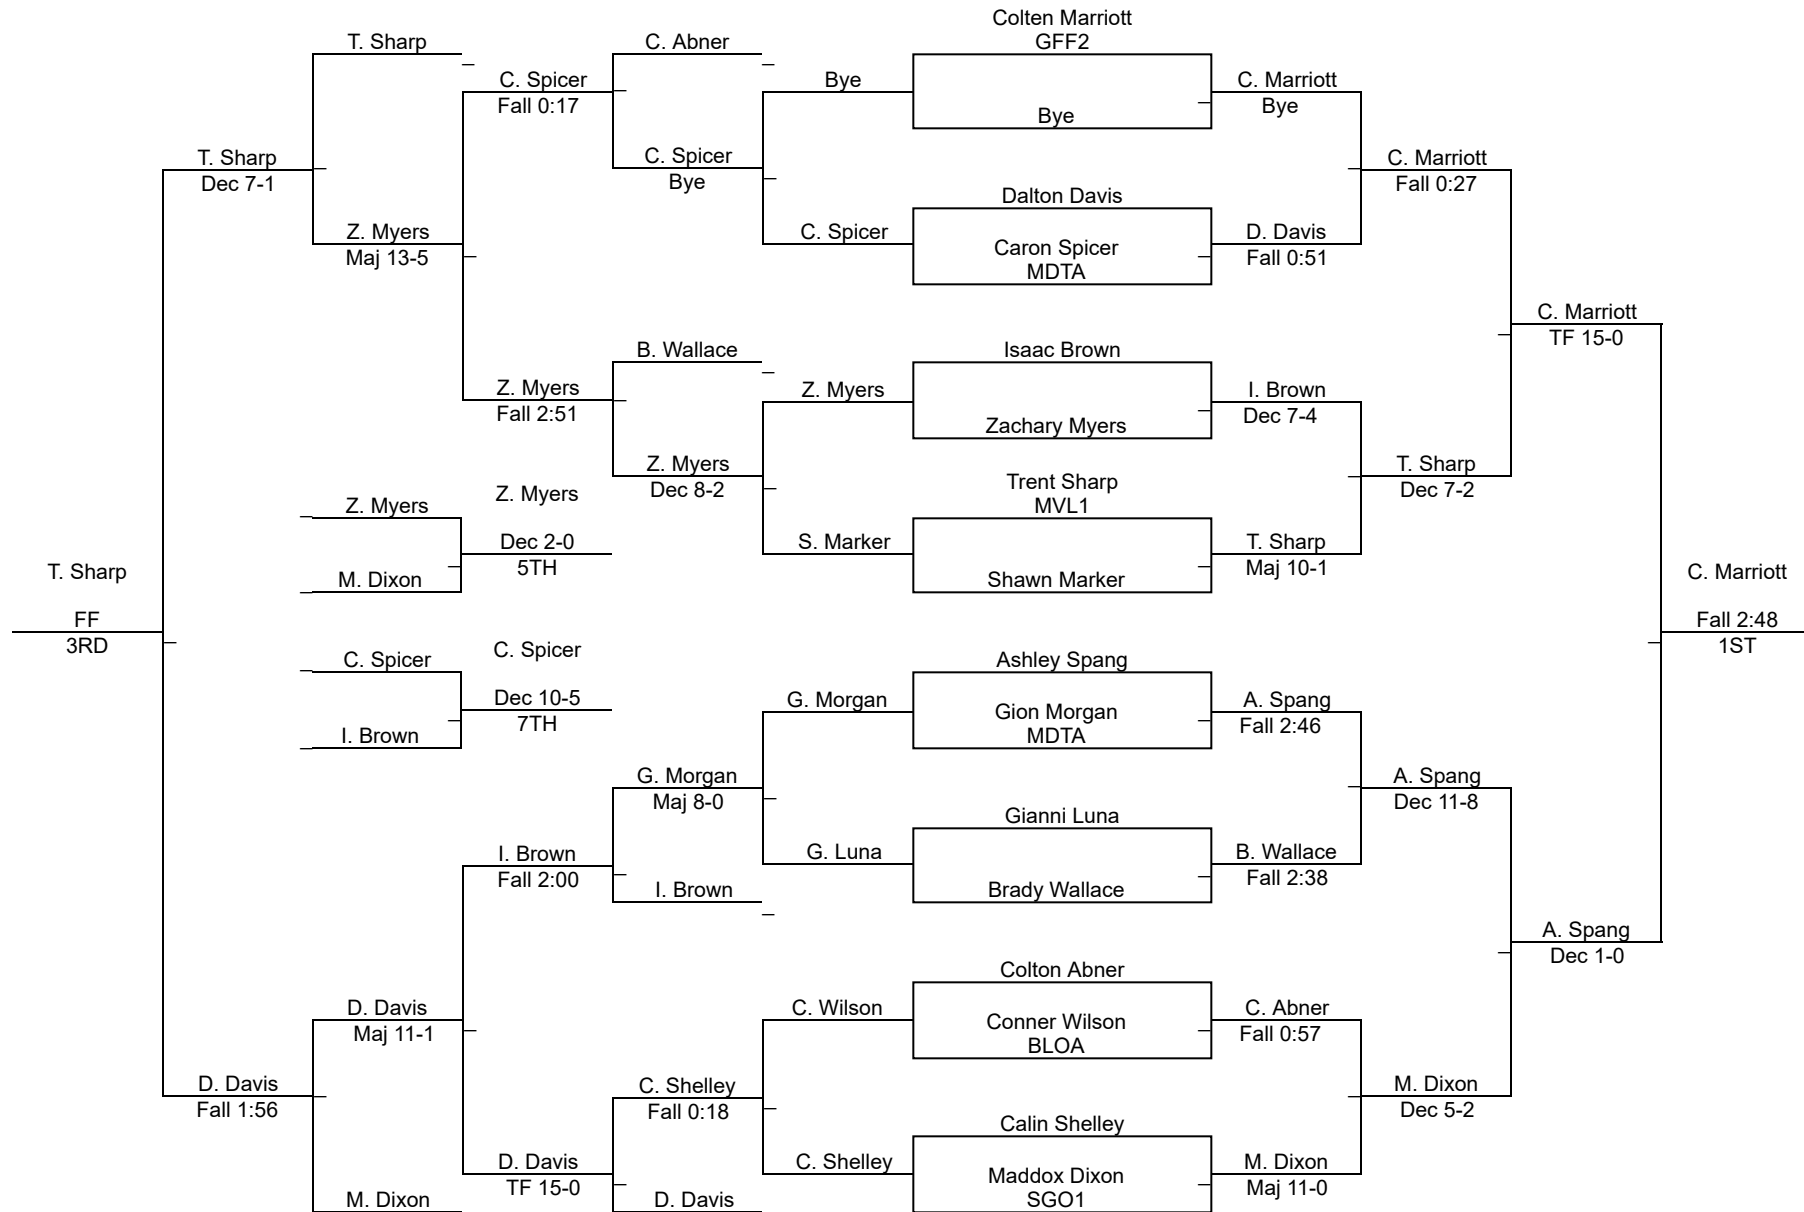 Colten Marriott
GFF2
T. Sharp
C. Abner
C. Spicer
Fall 0:17
Bye
C. Marriott
Bye
Bye
T. Sharp
Dec 7-1
C. Spicer
Bye
C. Marriott
Fall 0:27
Dalton Davis
Z. Myers
Maj 13-5
C. Spicer
Caron Spicer
MDTA
D. Davis
Fall 0:51
C. Marriott
TF 15-0
B. Wallace
Isaac Brown
Z. Myers
Fall 2:51
Z. Myers
I. Brown
Dec 7-4
Zachary Myers
Z. Myers
Dec 8-2
T. Sharp
Dec 7-2
Trent Sharp
MVL1
Z. Myers
Z. Myers
Dec 2-0
5TH
S. Marker
T. Sharp
Maj 10-1
M. Dixon
Shawn Marker
T. Sharp
FF
3RD
C. Marriott
Fall 2:48
1ST
C. Spicer
C. Spicer
Dec 10-5
7TH
I. Brown
Ashley Spang
G. Morgan
Gion Morgan
MDTA
A. Spang
Fall 2:46
G. Morgan
Maj 8-0
A. Spang
Dec 11-8
Gianni Luna
I. Brown
Fall 2:00
G. Luna
B. Wallace
Fall 2:38
I. Brown
Brady Wallace
A. Spang
Dec 1-0
Colton Abner
D. Davis
Maj 11-1
C. Wilson
Conner Wilson
BLOA
C. Abner
Fall 0:57
D. Davis
Fall 1:56
C. Shelley
Fall 0:18
M. Dixon
Dec 5-2
Calin Shelley
D. Davis
TF 15-0
C. Shelley
Maddox Dixon
SGO1
M. Dixon
Maj 11-0
M. Dixon
D. Davis